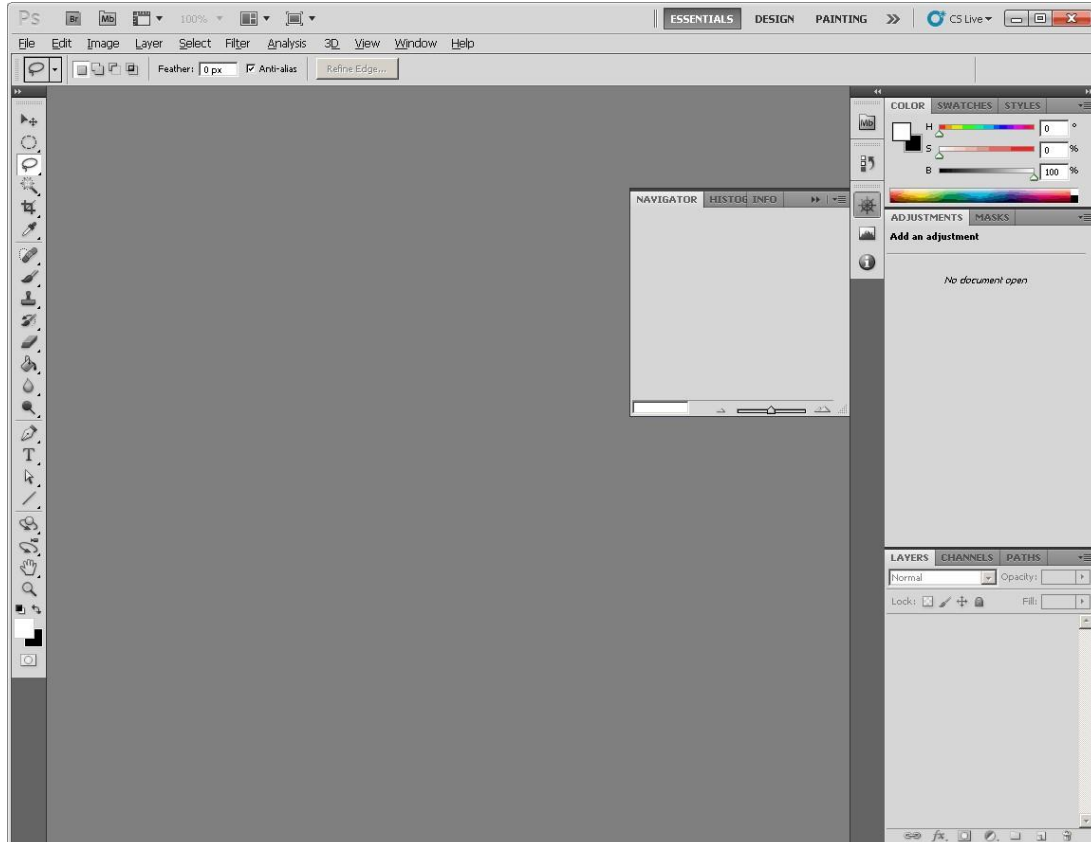 Ps Br Mb 100% ESSENTIALS DESIGN PAINTING CS Live
File Edit Image Layer Select Filter Analysis 3D View Window Help
Feather: 0 px Anti-alias Refine Edge...
Mb
COLOR SWATCHES STYLES
H 0 °
S 0 %
B 100 %
NAVIGATOR HISTOG INFO
ADJUSTMENTS MASKS
Add an adjustment
No document open
T
LAYERS CHANNELS PATHS
Normal Opacity:
Lock: Fill:
fx